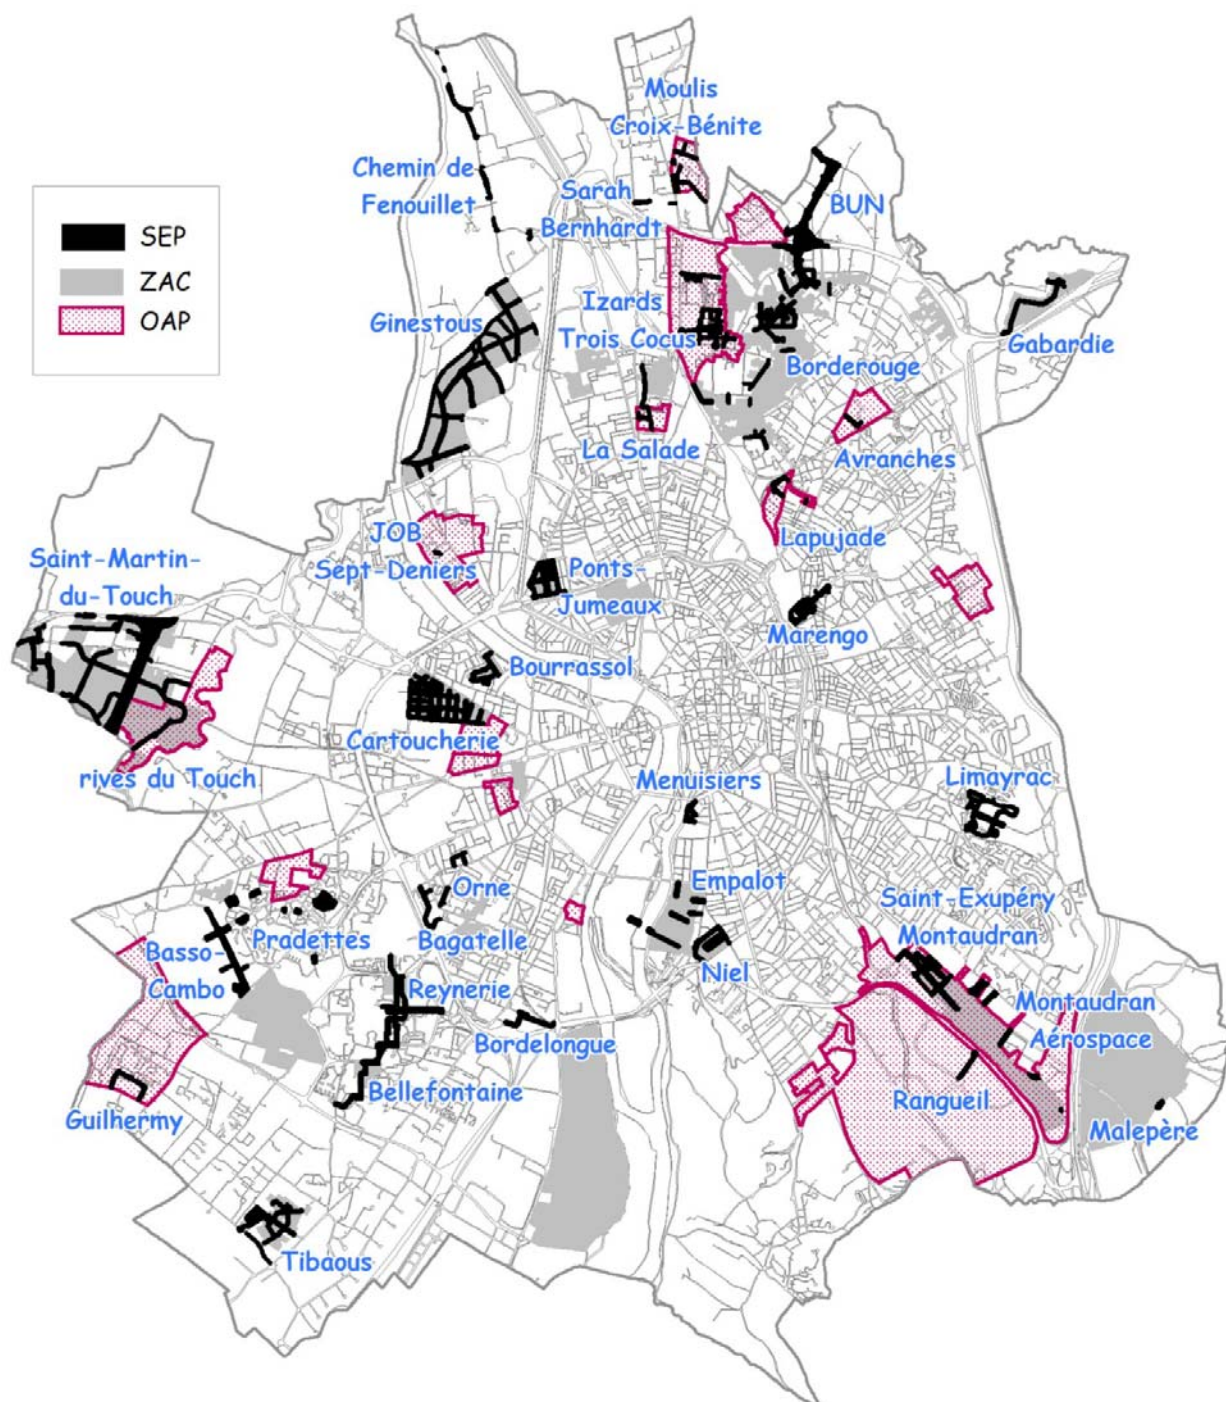 Moulis
Croix-Bénite
Chemin de
Fenouillet
Sarah
Bernhardt
BUN
SEP
ZAC
OAP
Ginestous
Izards
Trois Cocus
Gabardie
Borderouge
La Salade
Avranches
JOB
Sept-Deniers
Lapujade
Saint-Martin-
du-Touch
Ponts-
Jumeaux
Marengo
Bourrassol
Cartoucherie
rives du Touch
Menuisiers
Limayrac
Orne
Empalot
Saint-Exupéry
Montaudran
Pradettes
Bagatelle
Basso-
Cambo
Niel
Reynerie
Montaudran
Aérospace
Bordelongue
Bellefontaine
Rangueil
Guilhermy
Malepère
Tibaous